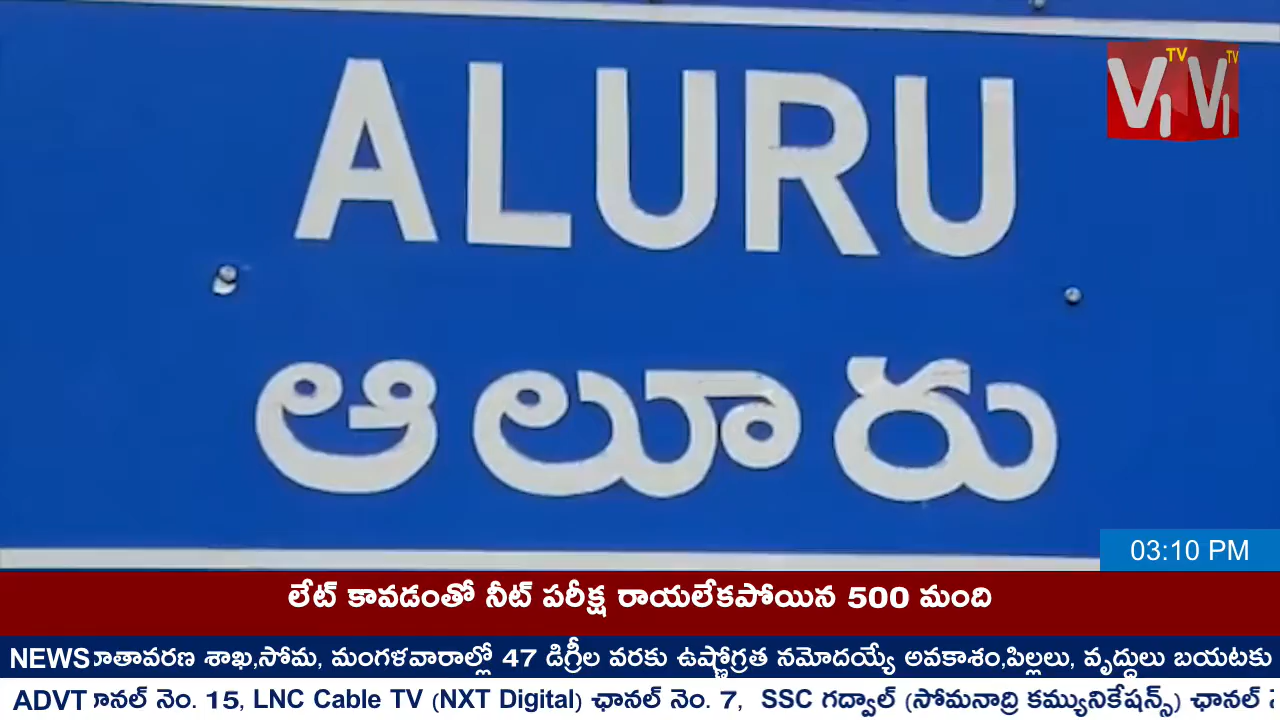 ALURU
TV TV
V1 V1
ఆలూరు
03:10 PM
లేట్ కావడంతో నీట్ పరీక్ష రాయలేకపోయిన 500 మంది
NEWS వాతావరణ శాఖ,సోమ, మంగళవారాల్లో 47 డిగ్రీల వరకు ఉష్ణోగ్రత నమోదయ్యే అవకాశం,పిల్లలు, వృద్ధులు బయటకు
ADVT ఛానల్ నెం. 15, LNC Cable TV (NXT Digital) ఛానల్ నెం. 7, SSC గద్వాల్ (సోమనాద్రి కమ్యునికేషన్స్) ఛానల్